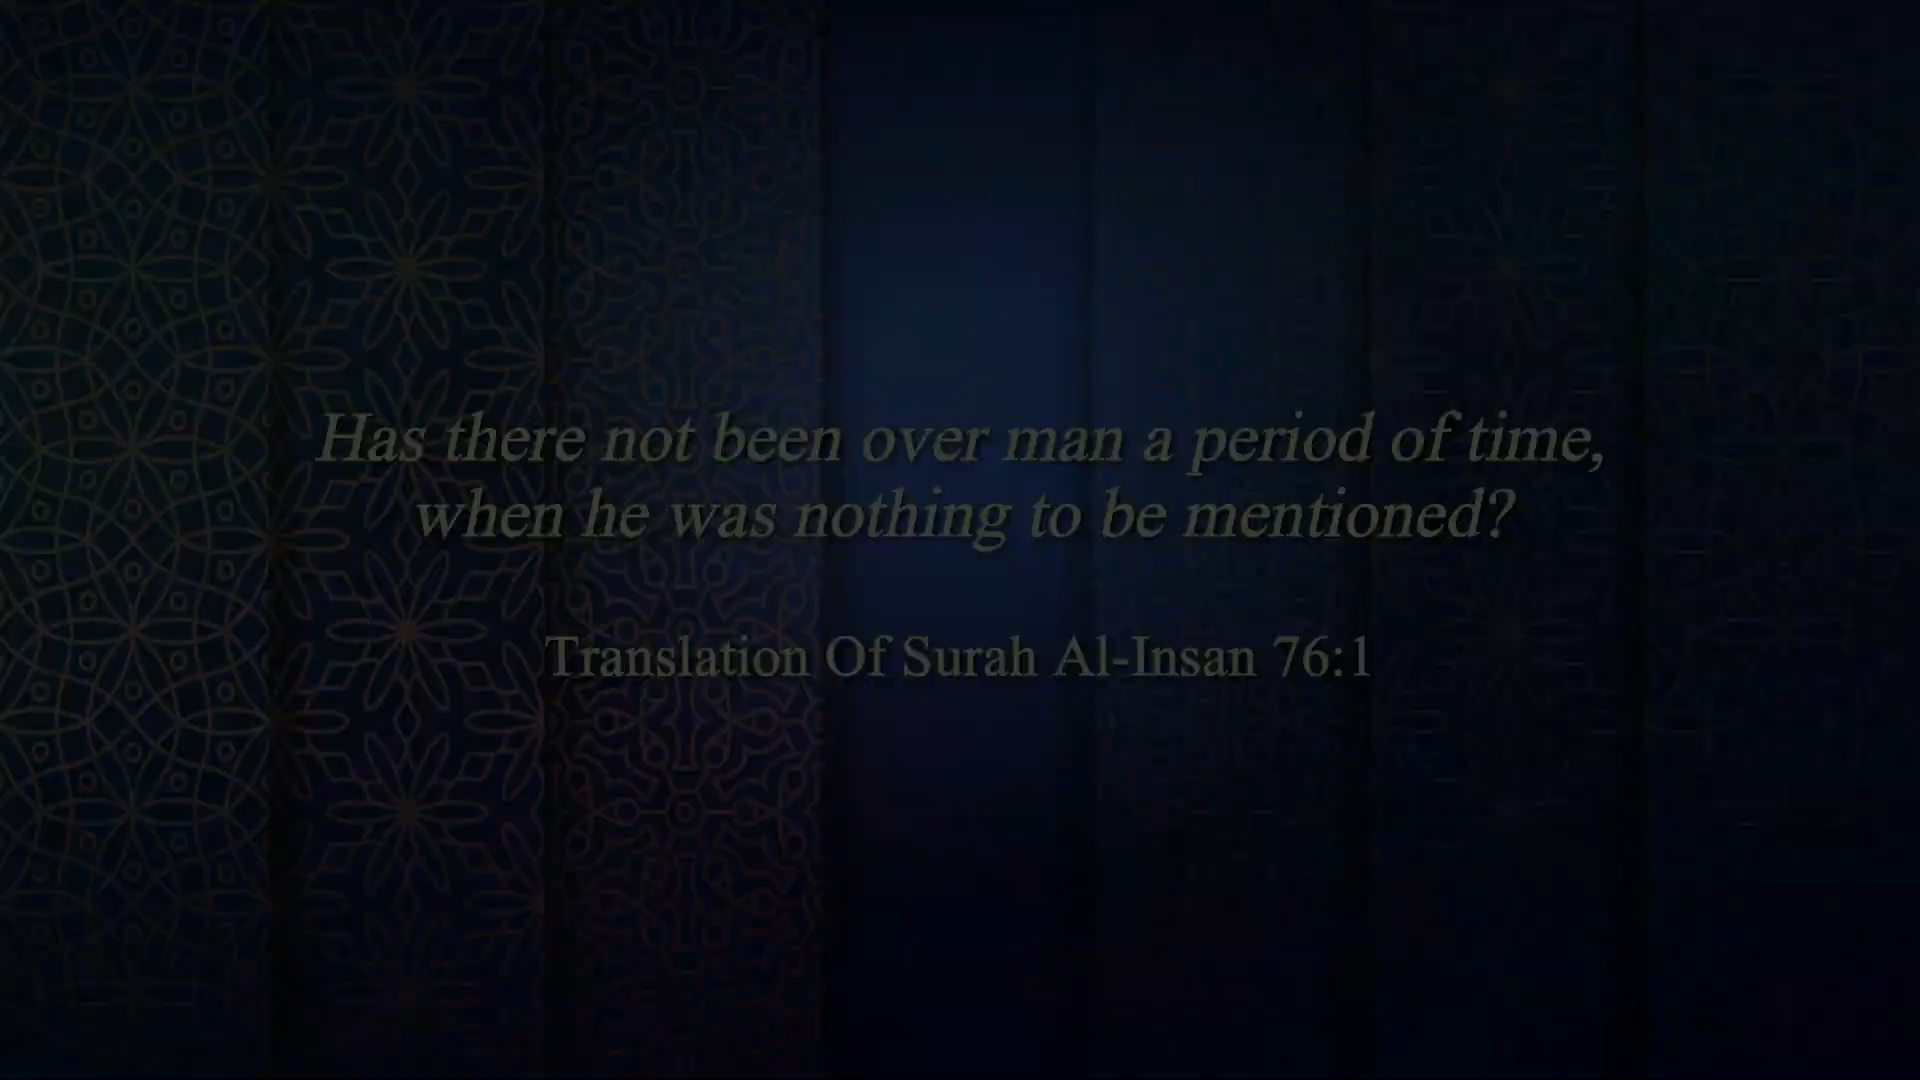 Has there not been over man a period of time,
when he was nothing to be mentioned?
Translation Of Surah Al-Insan 76:1